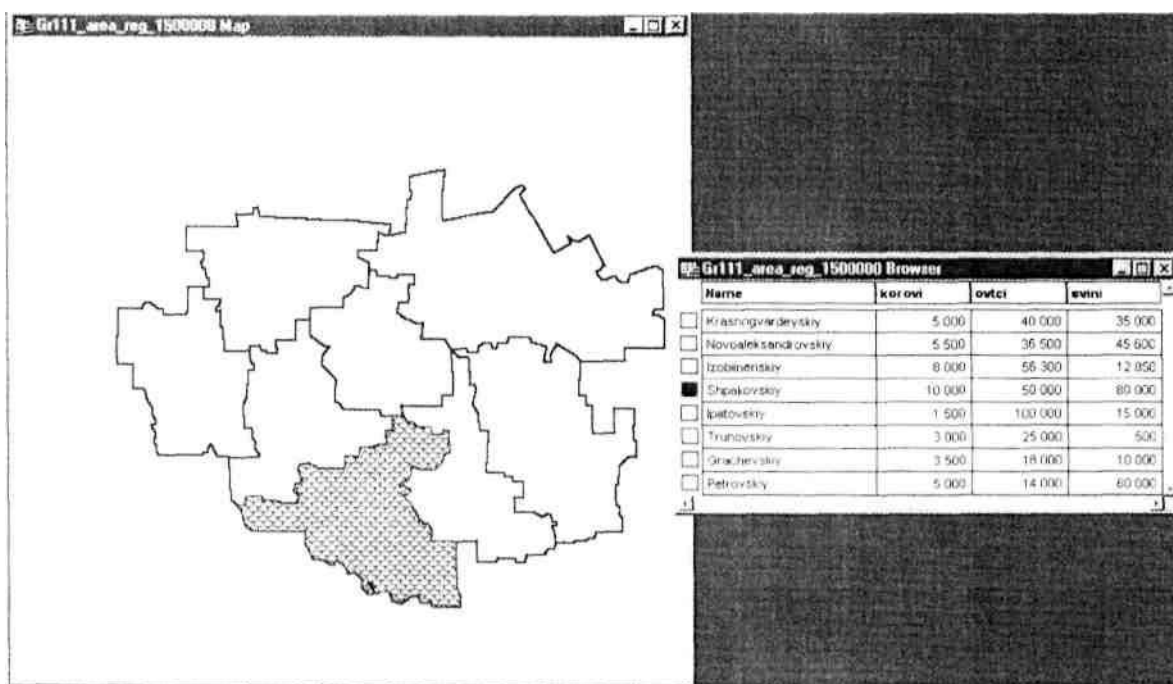 Gr111_area_reg_1500000 Map
Gr111_area_reg_1500000 Browser
Name korovi ovtci svini
Krasnogvardeyskiy 5 000 40 000 35 000
Novoaleksandrovskiy 5 500 36 500 45 600
Izobilnenskiy 8 000 56 300 12 850
Shpakovskiy 10 000 50 000 80 000
Ipatovskiy 1 500 100 000 15 000
Truhovskiy 3 000 25 000 500
Grachevskiy 3 500 18 000 10 000
Petrovskiy 5 000 14 000 60 000